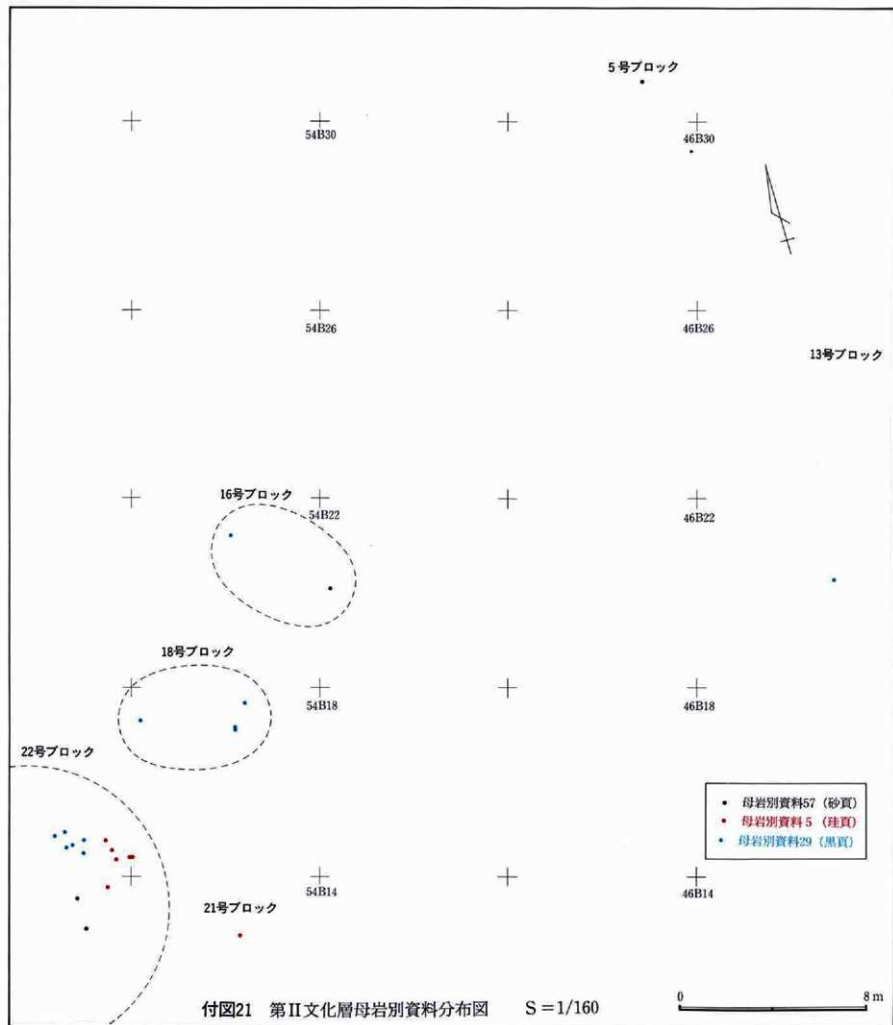 5号ブロック
54B30
46B30
54B26
46B26
13号ブロック
16号ブロック
54B22
46B22
18号ブロック
54B18
46B18
22号ブロック
母岩別資料57（砂頁）
母岩別資料 5（珪頁）
母岩別資料29（黒頁）
54B14
46B14
21号ブロック
付図21 第II文化層母岩別資料分布図 S＝1/160
0 8 m